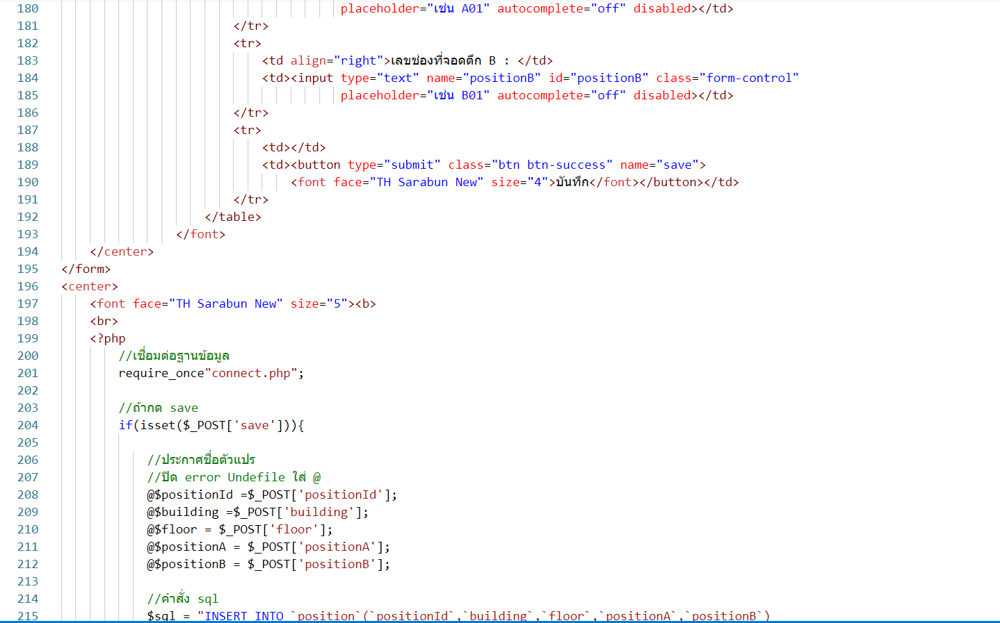 180 placeholder="เช่น A01" autocomplete="off" disabled></td>
181 </tr>
182 <tr>
183 <td align="right">เลขช่องที่จอดตึก B : </td>
184 <td><input type="text" name="positionB" id="positionB" class="form-control"
185 placeholder="เช่น B01" autocomplete="off" disabled></td>
186 </tr>
187 <tr>
188 <td></td>
189 <td><button type="submit" class="btn btn-success" name="save">
190 <font face="TH Sarabun New" size="4">บันทึก</font></button></td>
191 </tr>
192 </table>
193 </font>
194 </center>
195 </form>
196 <center>
197 <font face="TH Sarabun New" size="5"><b>
198 <br>
199 <?php
200 //เชื่อมต่อฐานข้อมูล
201 require_once"connect.php";
202
203 //ถ้ากด save
204 if(isset($_POST['save'])){
205
206 //ประกาศชื่อตัวแปร
207 //ปิด error Undefile ใส่ @
208 @$positionId =$_POST['positionId'];
209 @$building =$_POST['building'];
210 @$floor = $_POST['floor'];
211 @$positionA = $_POST['positionA'];
212 @$positionB = $_POST['positionB'];
213
214 //คำสั่ง sql
215 $sql = "INSERT INTO `position`(`positionId`,`building`,`floor`,`positionA`,`positionB`)